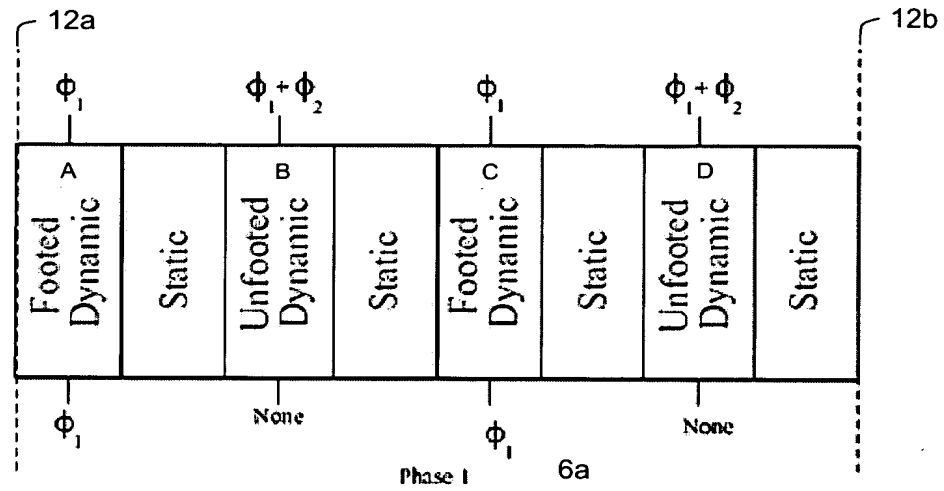 12a
12b
ϕ₁
ϕ₁ + ϕ₂
ϕ₁
ϕ₁ + ϕ₂
A
Footed
Dynamic
Static
B
Unfooted
Dynamic
Static
C
Footed
Dynamic
Static
D
Unfooted
Dynamic
Static
ϕ₁
None
ϕ₁
None
Phase 1
6a